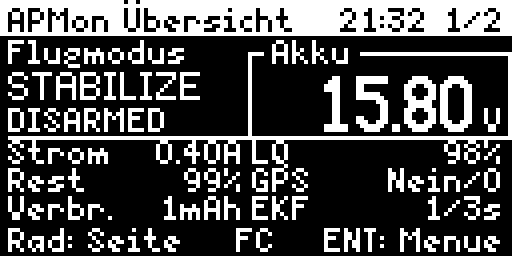 APMon Übersicht 21:32 1/2
Flugmodus Akku
STABILIZE
DISARMED 15.80 V
Strom 0.40A LQ 98%
Rest 99% GPS Nein/0
Verbr. 1mAh EKF 1/3s
Rad: Seite FC ENT: Menue